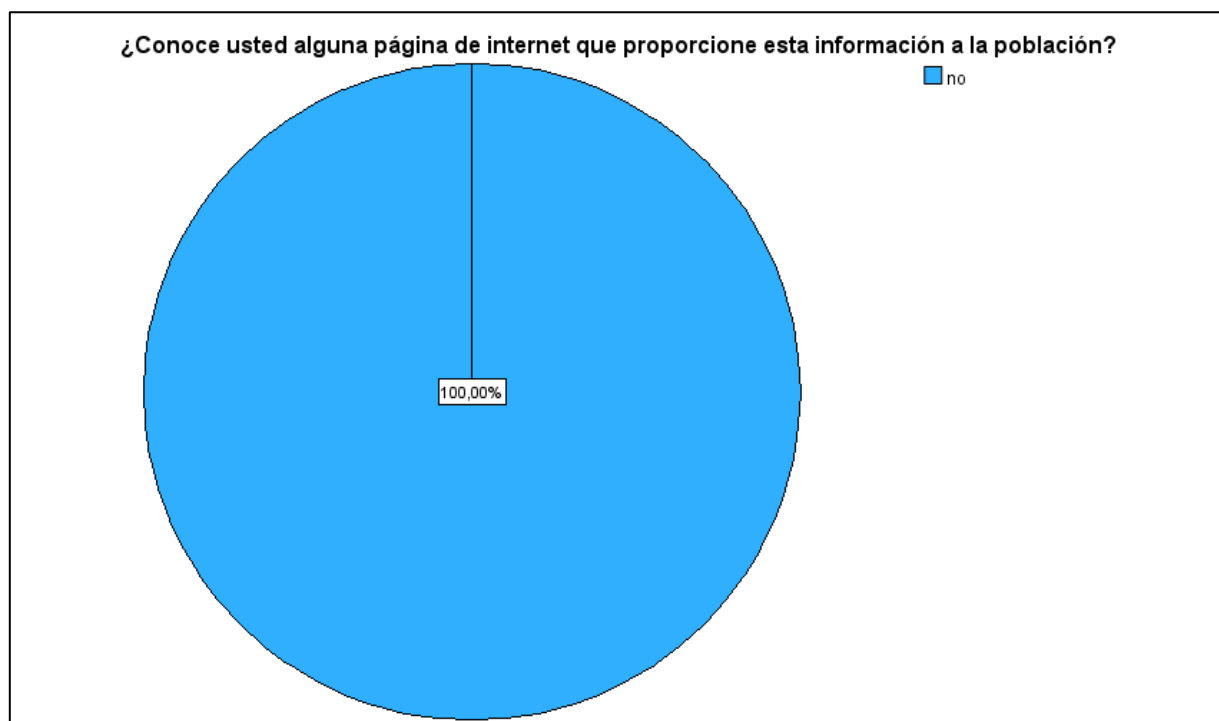 ¿Conoce usted alguna página de internet que proporcione esta información a la población?
no
100,00%